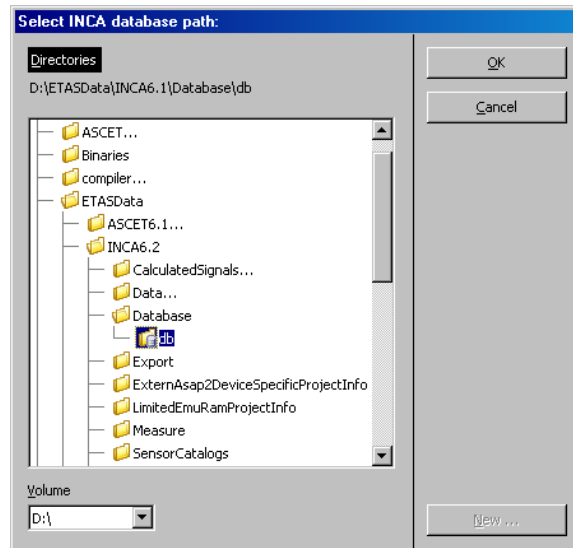 Select INCA database path:
Directories
D:\ETASData\INCA6.1\Database\db
OK
Cancel
ASCET...
Binaries
compiler...
ETASData
ASCET6.1...
INCA6.2
CalculatedSignals...
Data...
Database
db
Export
ExternAsap2DeviceSpecificProjectInfo
LimitedEmuRamProjectInfo
Measure
SensorCatalogs
Volume
D:\
New ...